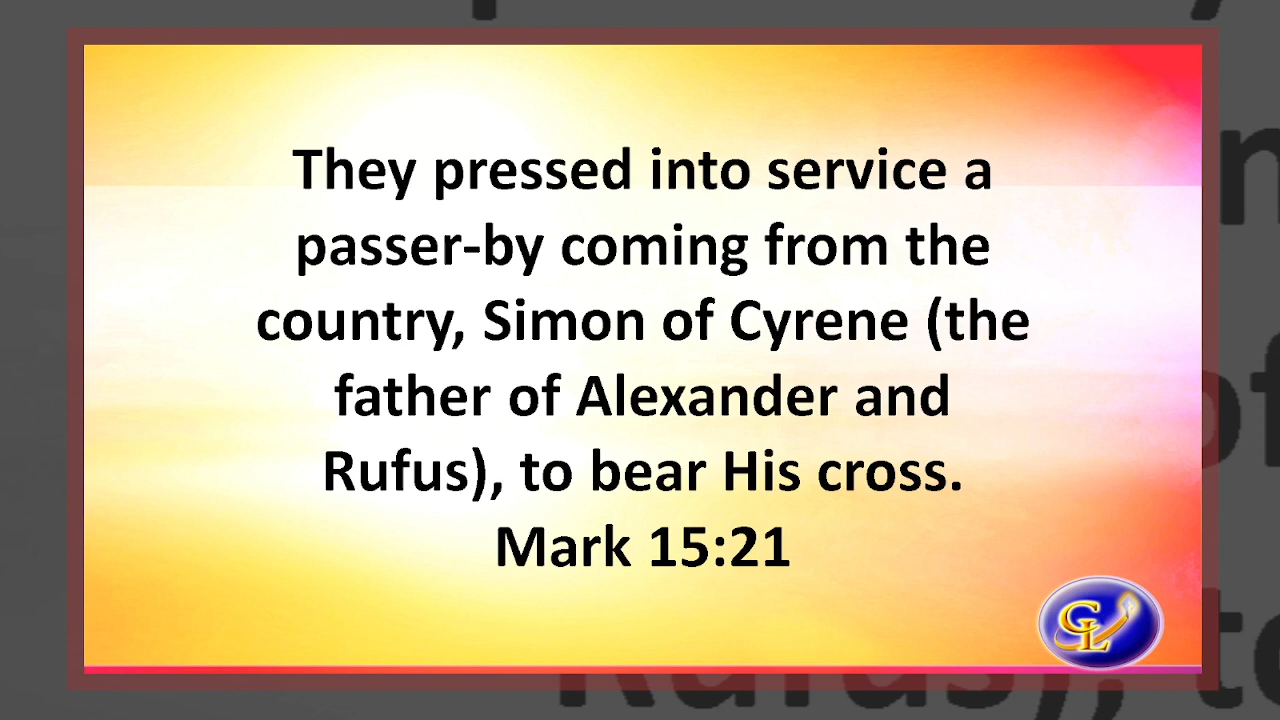 They pressed into service a
passer-by coming from the
country, Simon of Cyrene (the
father of Alexander and
Rufus), to bear His cross.
Mark 15:21
GL